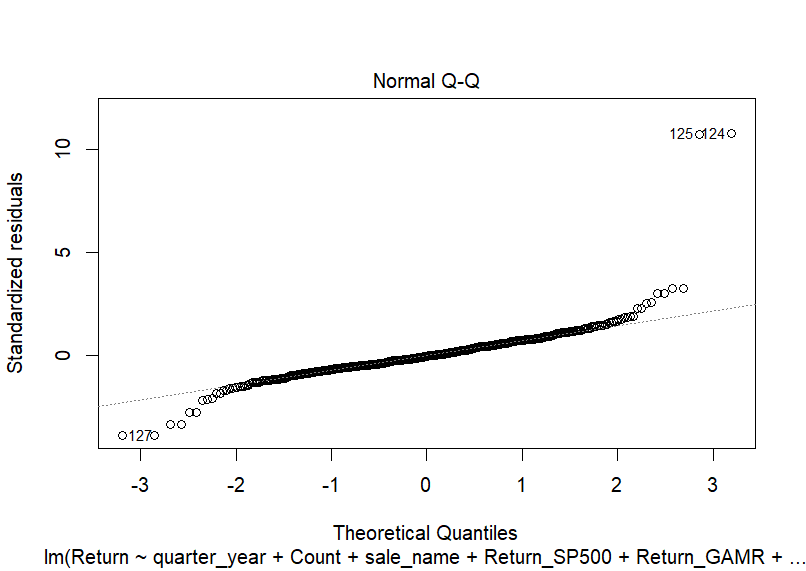 Normal Q-Q
125 124
10
5
0
127
-3 -2 -1 0 1 2 3
Standardized residuals
Theoretical Quantiles
lm(Return ~ quarter_year + Count + sale_name + Return_SP500 + Return_GAMR + ...